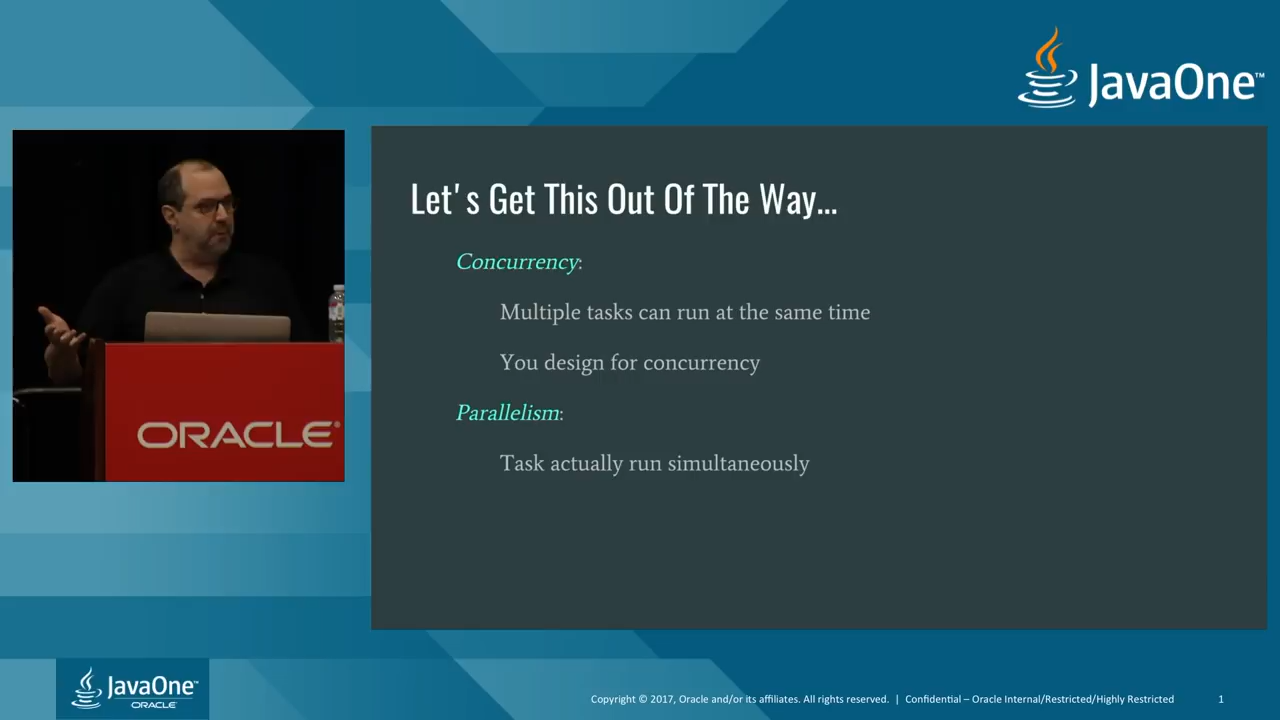 JavaOne™
Let's Get This Out Of The Way...
Concurrency:
Multiple tasks can run at the same time
You design for concurrency
Parallelism:
Task actually run simultaneously
ORACLE®
JavaOne™
ORACLE®
Copyright © 2017, Oracle and/or its affiliates. All rights reserved. | Confidential – Oracle Internal/Restricted/Highly Restricted 1